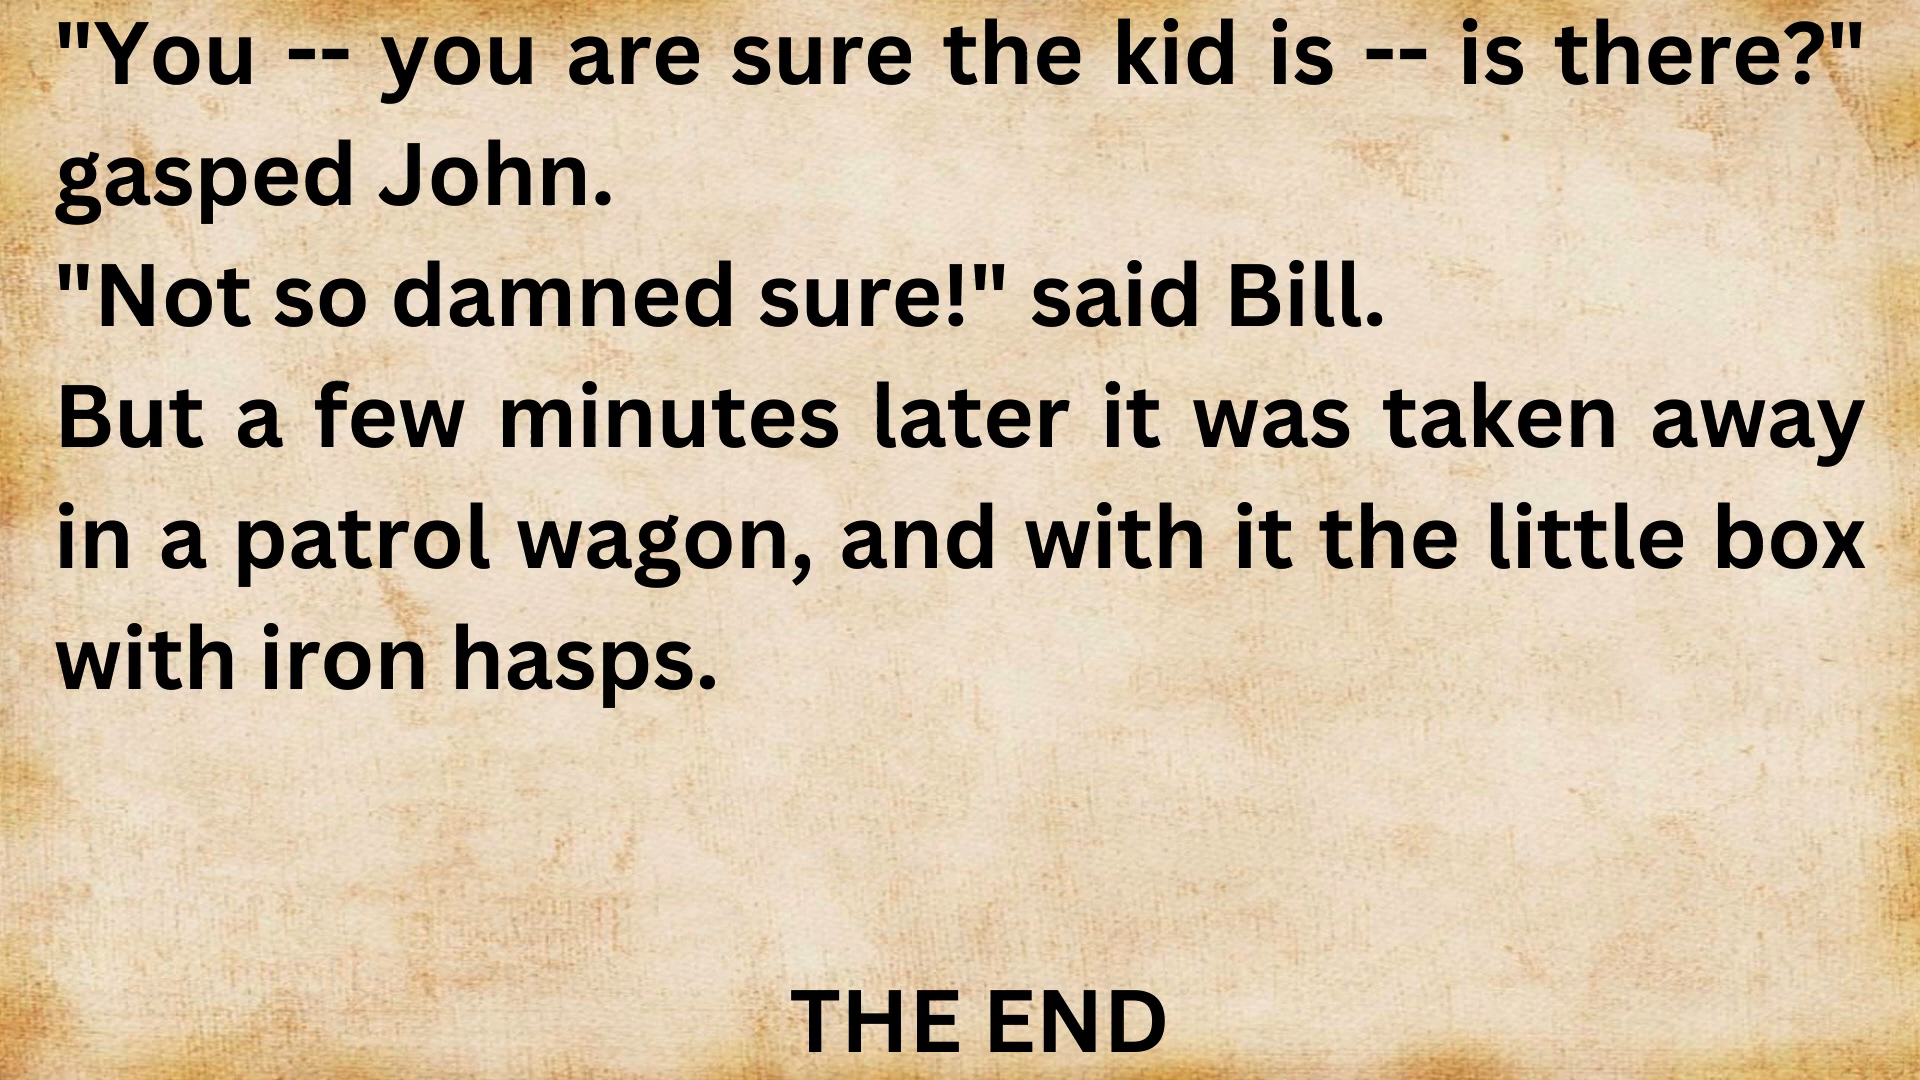 "You -- you are sure the kid is -- is there?"
gasped John.
"Not so damned sure!" said Bill.
But a few minutes later it was taken away
in a patrol wagon, and with it the little box
with iron hasps.
THE END